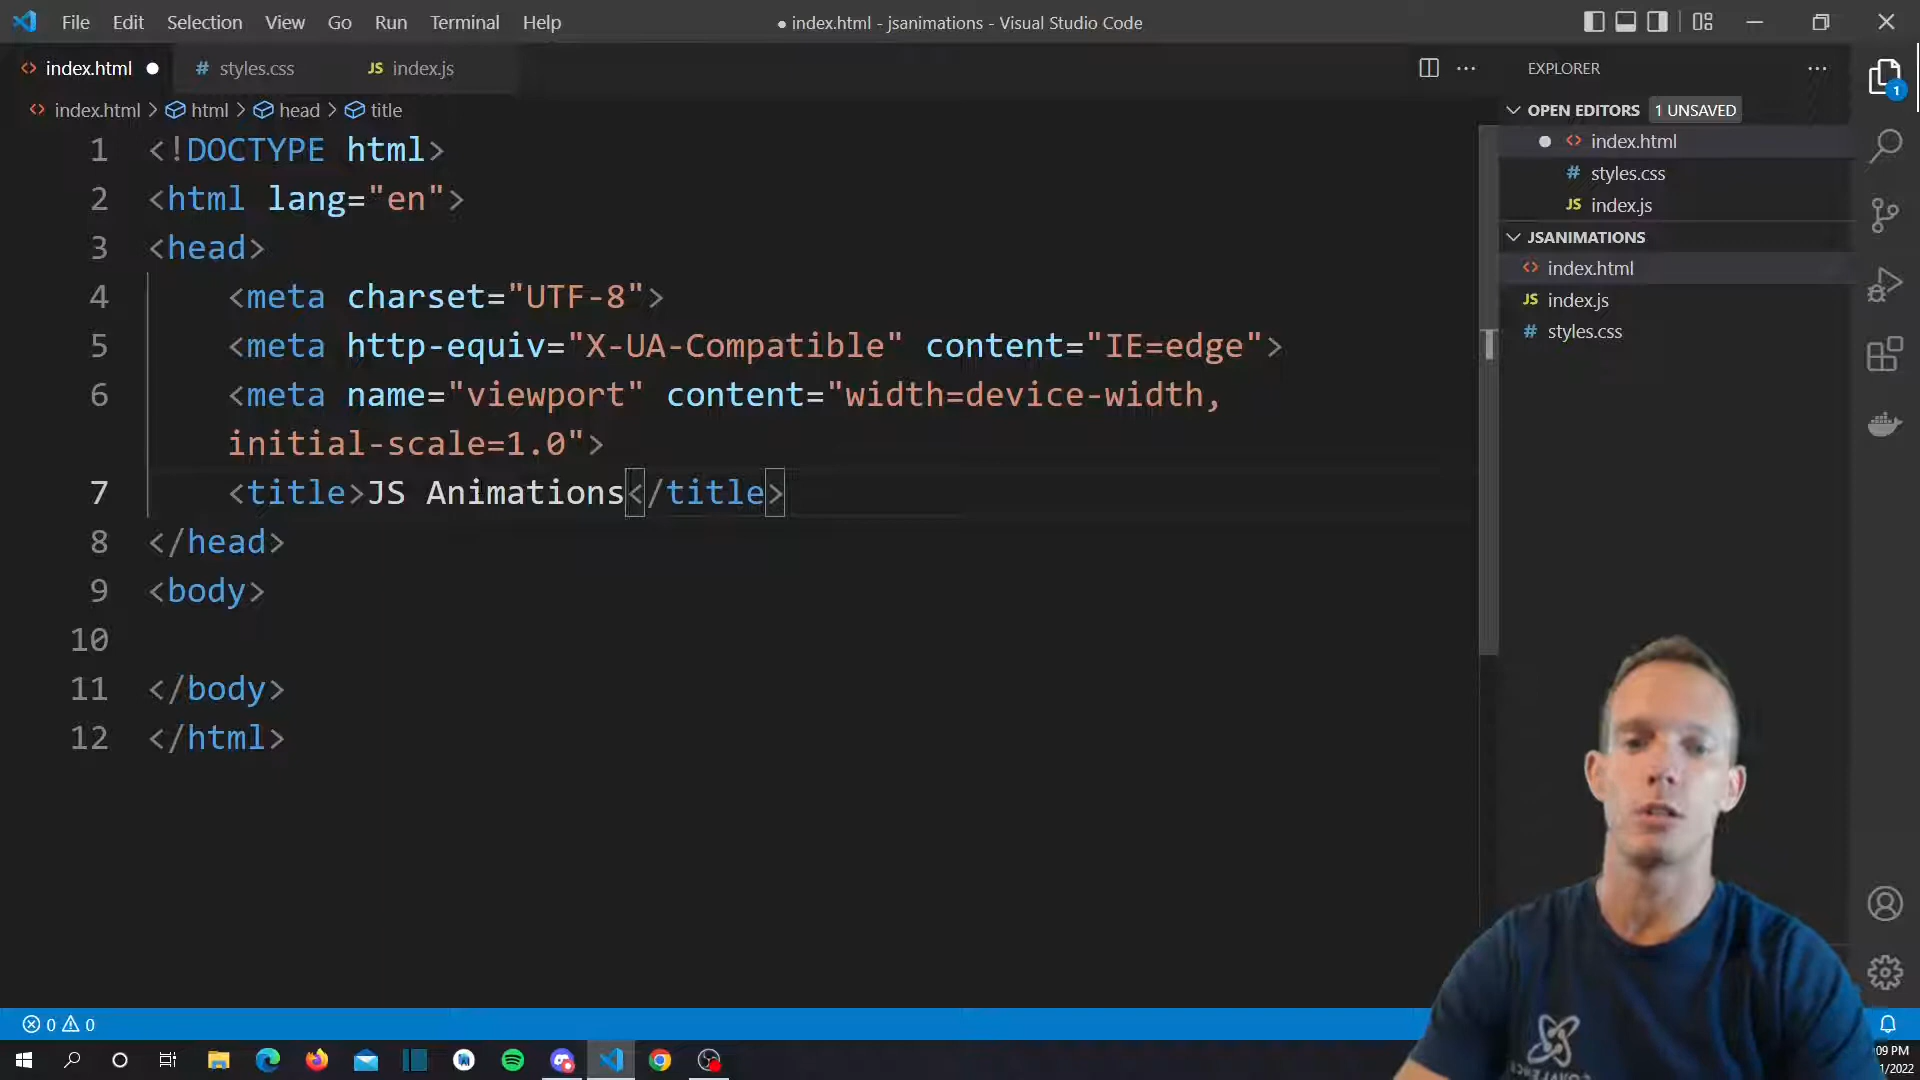 File Edit Selection View Go Run Terminal Help
● index.html - jsanimations - Visual Studio Code
index.html
styles.css
JS index.js
EXPLORER
index.html > html > head > title
OPEN EDITORS 1 UNSAVED
index.html
styles.css
JS index.js
JSANIMATIONS
index.html
JS index.js
styles.css
1
1 <!DOCTYPE html>
2 <html lang="en">
3 <head>
4 <meta charset="UTF-8">
5 <meta http-equiv="X-UA-Compatible" content="IE=edge">
6 <meta name="viewport" content="width=device-width,
initial-scale=1.0">
7 <title>JS Animations</title>
8 </head>
9 <body>
10
11 </body>
12 </html>
0 0
09 PM
1/2022